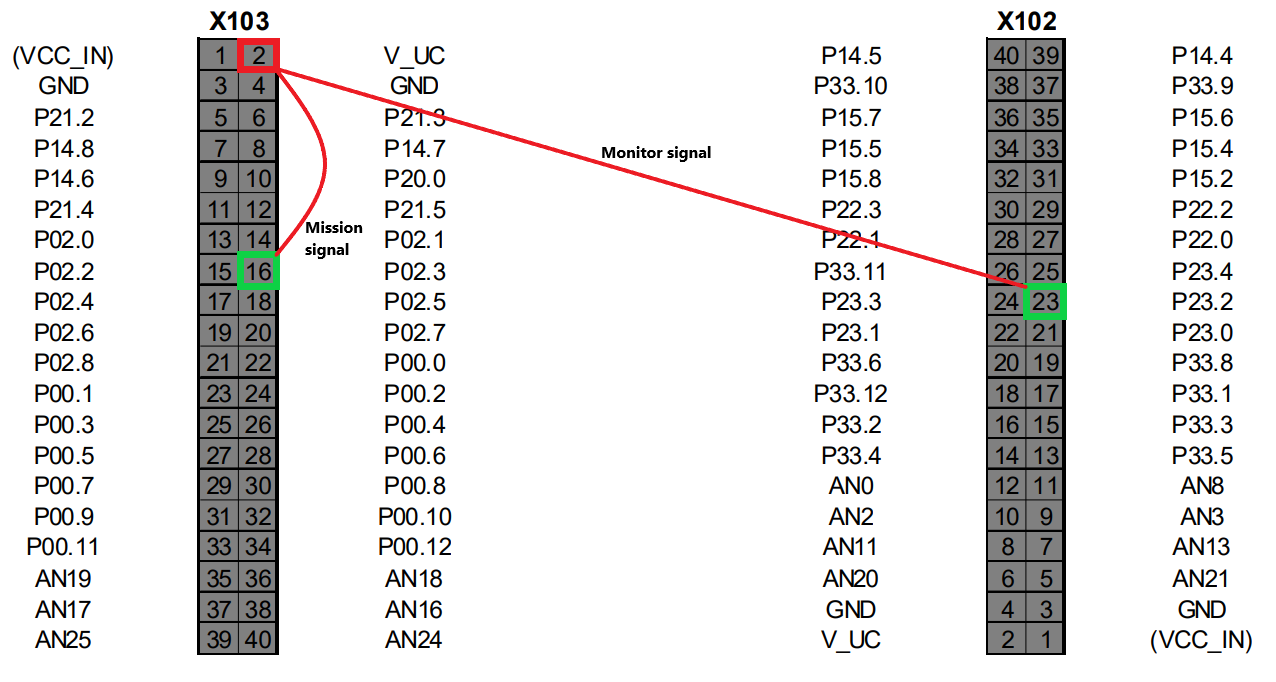 X103 X102
(VCC_IN) 1 2 V_UC P14.5 40 39 P14.4
GND 3 4 GND P33.10 38 37 P33.9
P21.2 5 6 P21.3 P15.7 36 35 P15.6
P14.8 7 8 P14.7 Monitor signal P15.5 34 33 P15.4
P14.6 9 10 P20.0 P15.8 32 31 P15.2
P21.4 11 12 P21.5 P22.3 30 29 P22.2
Mission
signal
P02.0 13 14 P02.1 P22.1 28 27 P22.0
P02.2 15 16 P02.3 P33.11 26 25 P23.4
P02.4 17 18 P02.5 P23.3 24 23 P23.2
P02.6 19 20 P02.7 P23.1 22 21 P23.0
P02.8 21 22 P00.0 P33.6 20 19 P33.8
P00.1 23 24 P00.2 P33.12 18 17 P33.1
P00.3 25 26 P00.4 P33.2 16 15 P33.3
P00.5 27 28 P00.6 P33.4 14 13 P33.5
P00.7 29 30 P00.8 AN0 12 11 AN8
P00.9 31 32 P00.10 AN2 10 9 AN3
P00.11 33 34 P00.12 AN11 8 7 AN13
AN19 35 36 AN18 AN20 6 5 AN21
AN17 37 38 AN16 GND 4 3 GND
AN25 39 40 AN24 V_UC 2 1 (VCC_IN)